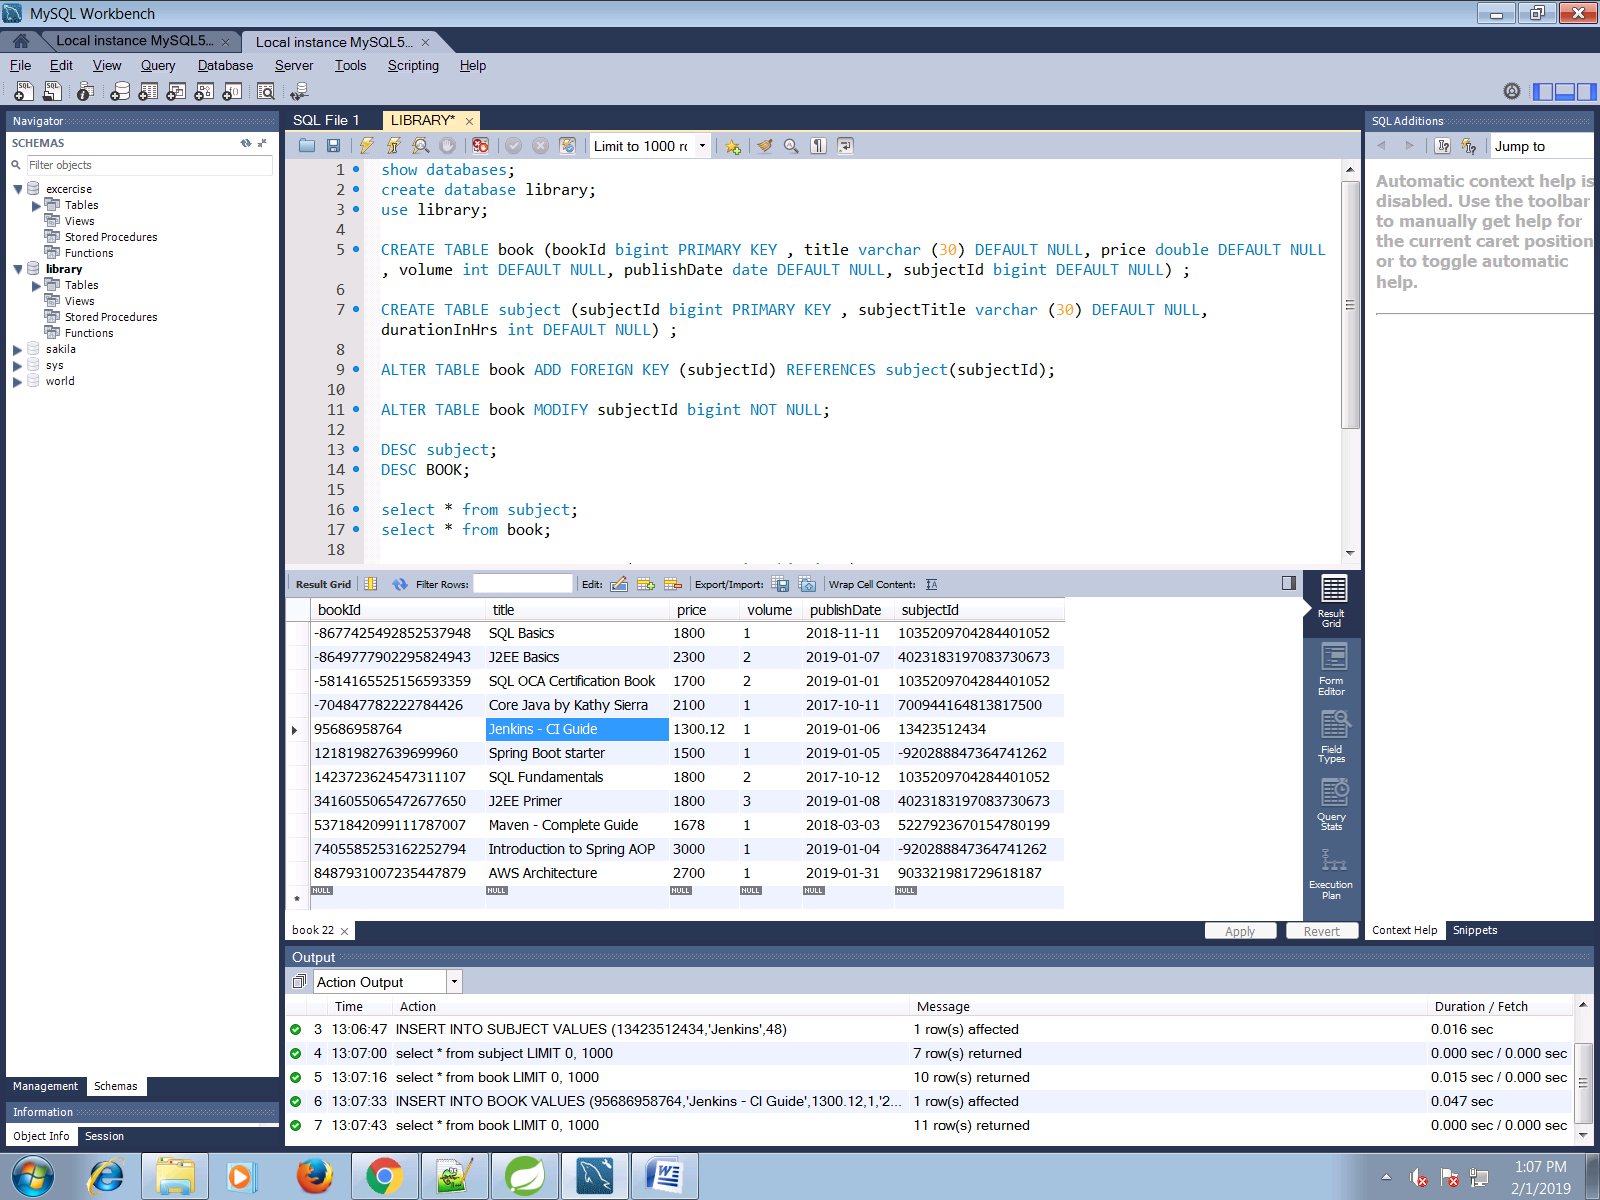 MySQL Workbench
Local instance MySQL5... ×
Local instance MySQL5... ×
File Edit View Query Database Server Tools Scripting Help
Navigator
SCHEMAS
Filter objects
excercise
Tables
Views
Stored Procedures
Functions
library
Tables
Views
Stored Procedures
Functions
sakila
sys
world
Management Schemas
Information
Object Info Session
SQL File 1 LIBRARY* ×
Limit to 1000 rc
1 show databases;
2 create database library;
3 use library;
4
5 CREATE TABLE book (bookId bigint PRIMARY KEY , title varchar (30) DEFAULT NULL, price double DEFAULT NULL
, volume int DEFAULT NULL, publishDate date DEFAULT NULL, subjectId bigint DEFAULT NULL) ;
6
7 CREATE TABLE subject (subjectId bigint PRIMARY KEY , subjectTitle varchar (30) DEFAULT NULL,
durationInHrs int DEFAULT NULL) ;
8
9 ALTER TABLE book ADD FOREIGN KEY (subjectId) REFERENCES subject(subjectId);
10
11 ALTER TABLE book MODIFY subjectId bigint NOT NULL;
12
13 DESC subject;
14 DESC BOOK;
15
16 select * from subject;
17 select * from book;
18
Result Grid Filter Rows: Edit: Export/Import: Wrap Cell Content:
bookId title price volume publishDate subjectId
-8677425492852537948 SQL Basics 1800 1 2018-11-11 1035209704284401052
-8649777902295824943 J2EE Basics 2300 2 2019-01-07 4023183197083730673
-5814165525156593359 SQL OCA Certification Book 1700 2 2019-01-01 1035209704284401052
-704847782222784426 Core Java by Kathy Sierra 2100 1 2017-10-11 700944164813817500
95686958764 Jenkins - CI Guide 1300.12 1 2019-01-06 13423512434
121819827639699960 Spring Boot starter 1500 1 2019-01-05 -920288847364741262
1423723624547311107 SQL Fundamentals 1800 2 2017-10-12 1035209704284401052
3416055065472677650 J2EE Primer 1800 3 2019-01-08 4023183197083730673
5371842099111787007 Maven - Complete Guide 1678 1 2018-03-03 5227923670154780199
7405585253162252794 Introduction to Spring AOP 3000 1 2019-01-04 -920288847364741262
8487931007235447879 AWS Architecture 2700 1 2019-01-31 903321981729618187
NULL NULL NULL NULL NULL NULL
Result
Grid
Form
Editor
Field
Types
Query
Stats
Execution
Plan
book 22 ×
Apply Revert
SQL Additions
Jump to
Automatic context help is
disabled. Use the toolbar
to manually get help for
the current caret position
or to toggle automatic
help.
Context Help Snippets
Output
Action Output
Time Action Message Duration / Fetch
3 13:06:47 INSERT INTO SUBJECT VALUES (13423512434,'Jenkins',48) 1 row(s) affected 0.016 sec
4 13:07:00 select * from subject LIMIT 0, 1000 7 row(s) returned 0.000 sec / 0.000 sec
5 13:07:16 select * from book LIMIT 0, 1000 10 row(s) returned 0.015 sec / 0.000 sec
6 13:07:33 INSERT INTO BOOK VALUES (95686958764,'Jenkins - CI Guide',1300.12,1,'2... 1 row(s) affected 0.047 sec
7 13:07:43 select * from book LIMIT 0, 1000 11 row(s) returned 0.000 sec / 0.000 sec
1:07 PM
2/1/2019